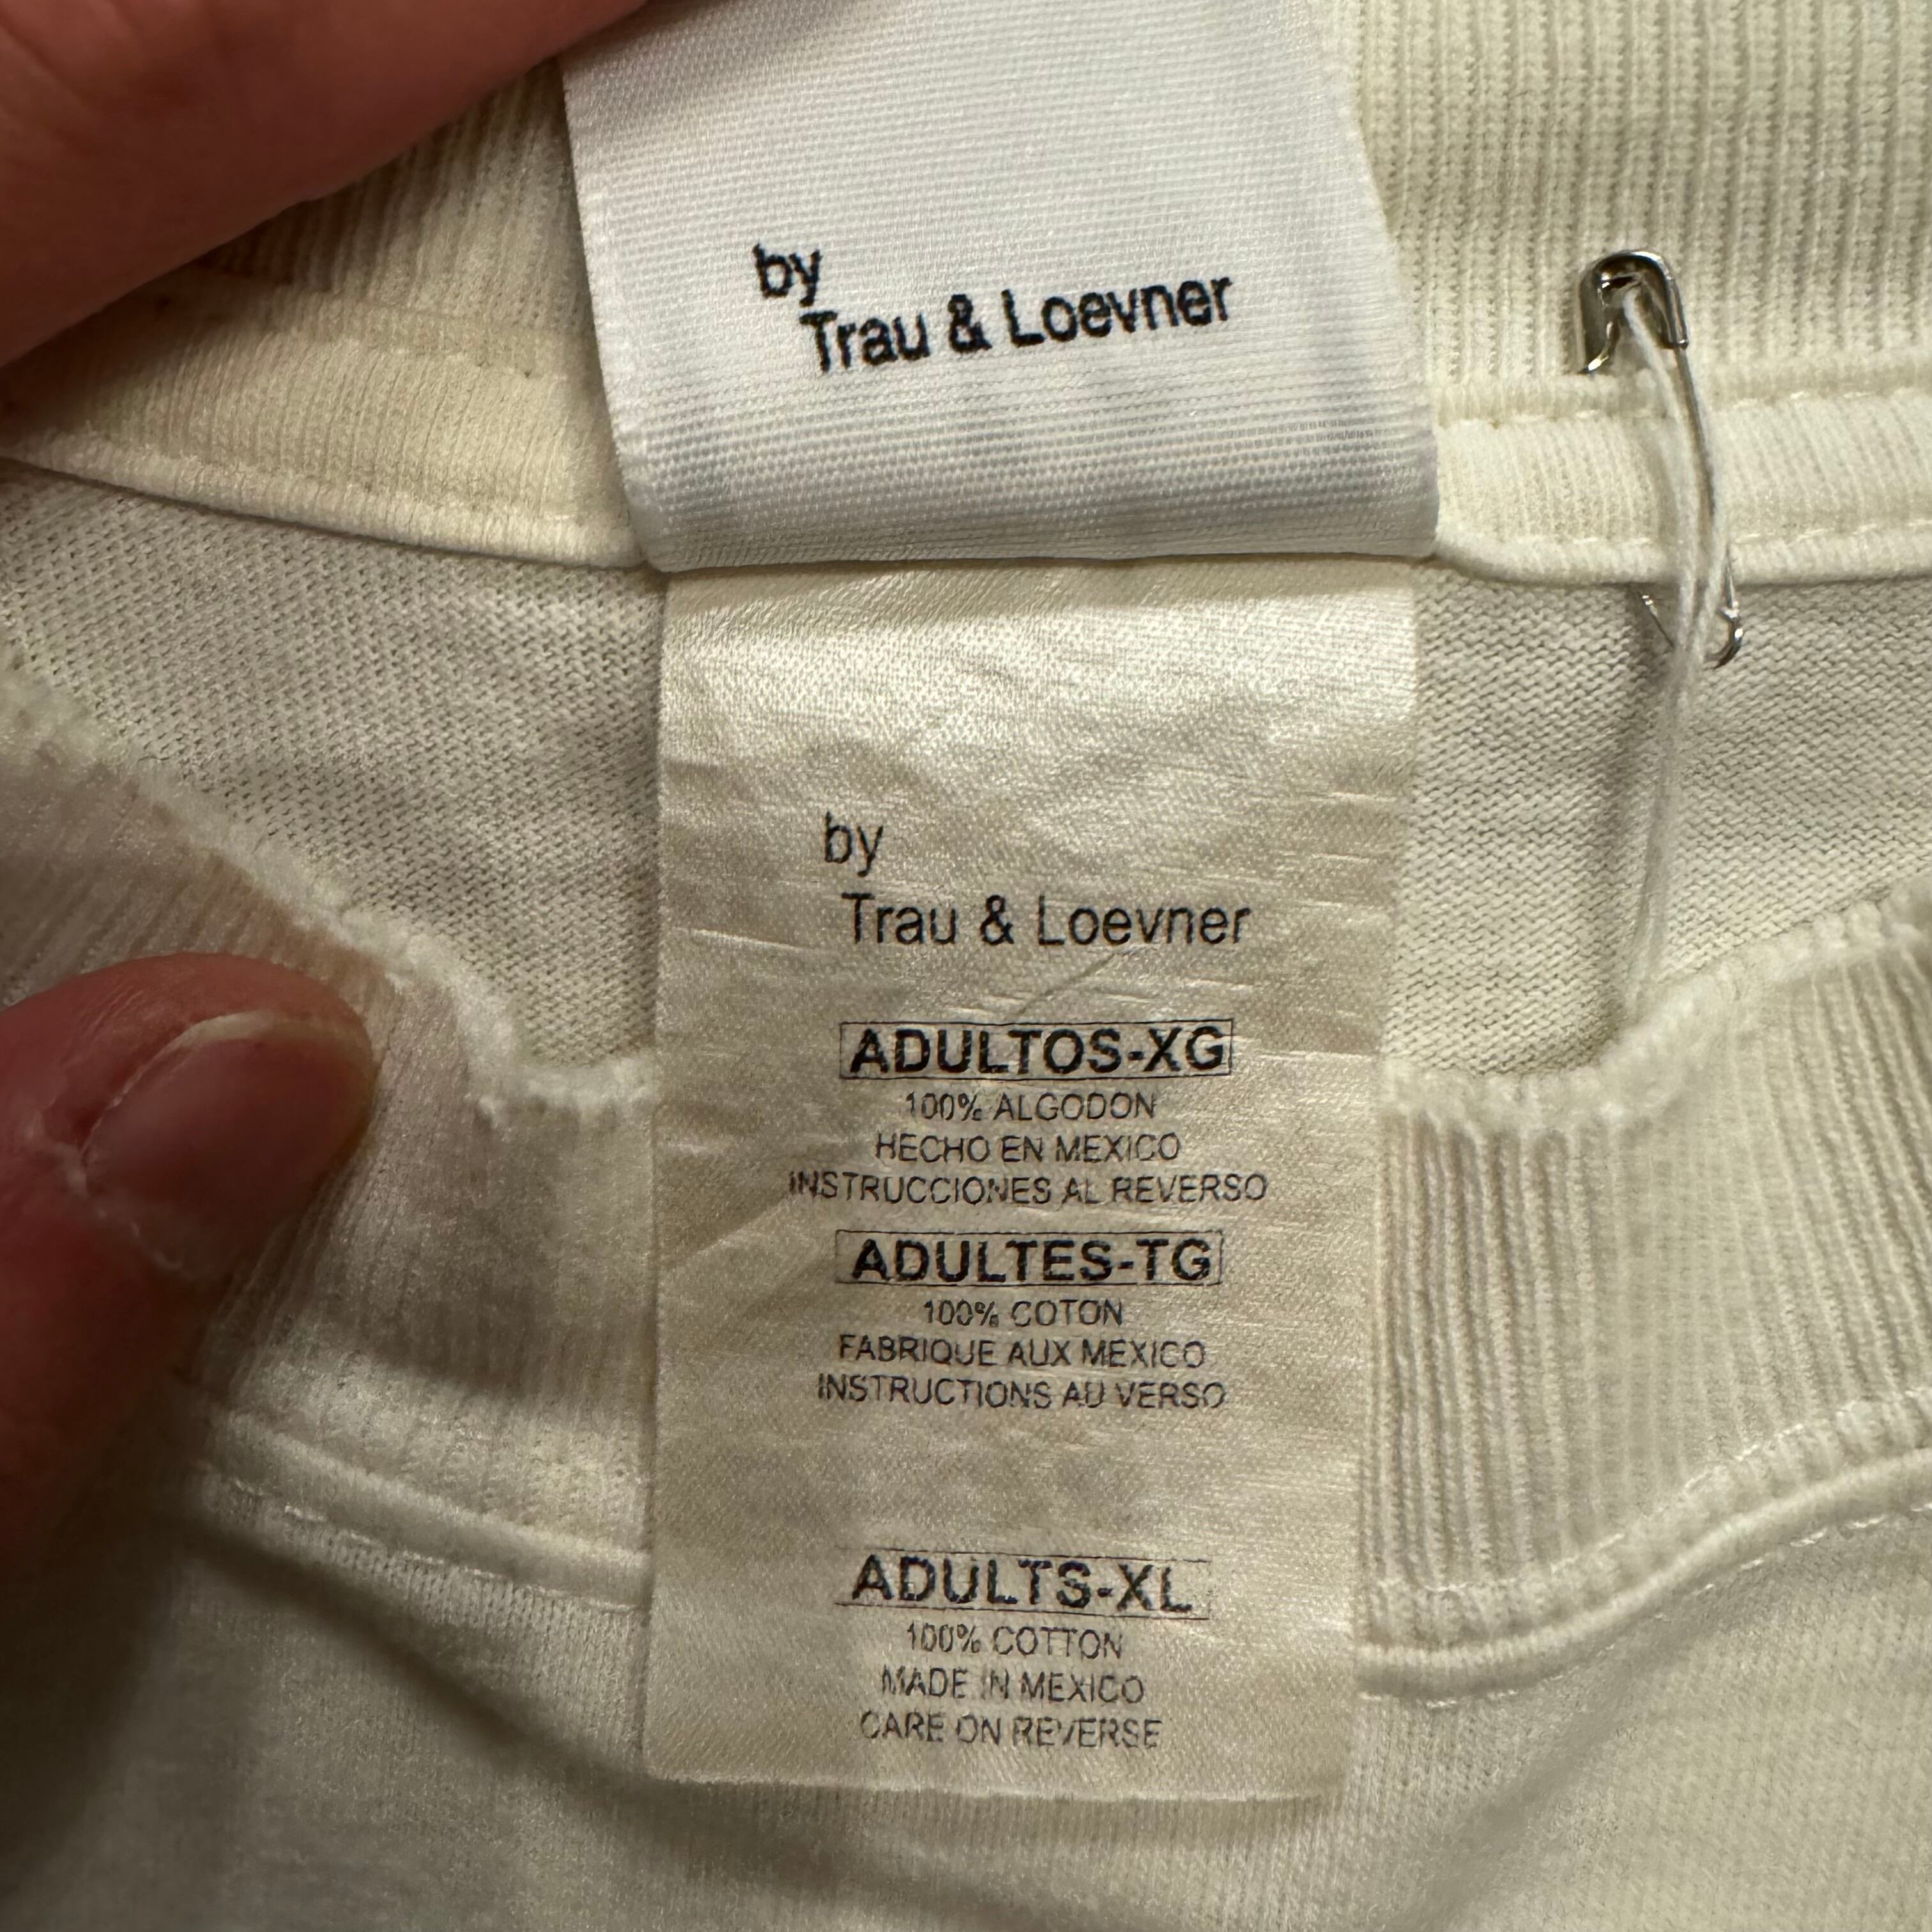 by
Trau & Loevner
by
Trau & Loevner
ADULTOS-XG
100% ALGODON
HECHO EN MEXICO
INSTRUCCIONES AL REVERSO
ADULTES-TG
100% COTON
FABRIQUE AUX MEXICO
INSTRUCTIONS AU VERSO
ADULTS-XL
100% COTTON
MADE IN MEXICO
CARE ON REVERSE